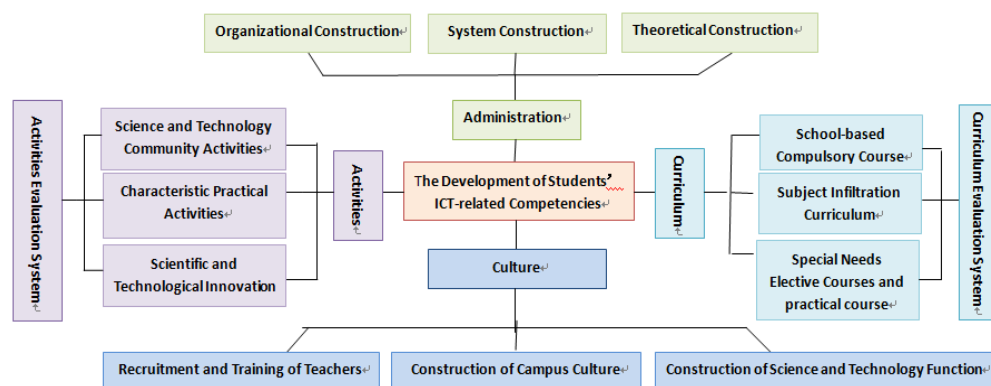 Organizational Construction
System Construction
Theoretical Construction
Administration
Activities Evaluation System
Science and Technology
Community Activities
Characteristic Practical
Activities
Scientific and
Technological Innovation
Activities
The Development of Students’
ICT-related Competencies
Curriculum
School-based
Compulsory Course
Subject Infiltration
Curriculum
Special Needs
Elective Courses and
practical course
Curriculum Evaluation System
Culture
Recruitment and Training of Teachers
Construction of Campus Culture
Construction of Science and Technology Function